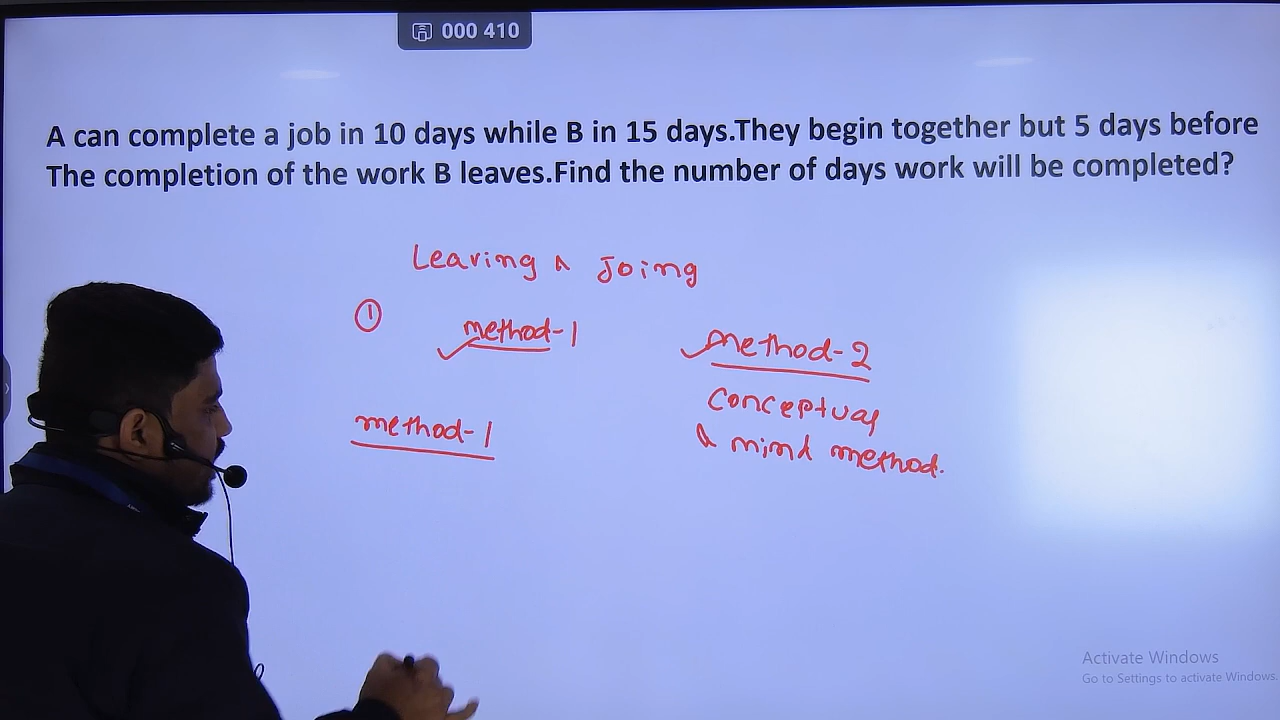 000 410
A can complete a job in 10 days while B in 15 days.They begin together but 5 days before
The completion of the work B leaves.Find the number of days work will be completed?
Leaving & Joing
①
method-1
method-2
method-1
Conceptual
& mind method.
Activate Windows
Go to Settings to activate Windows.